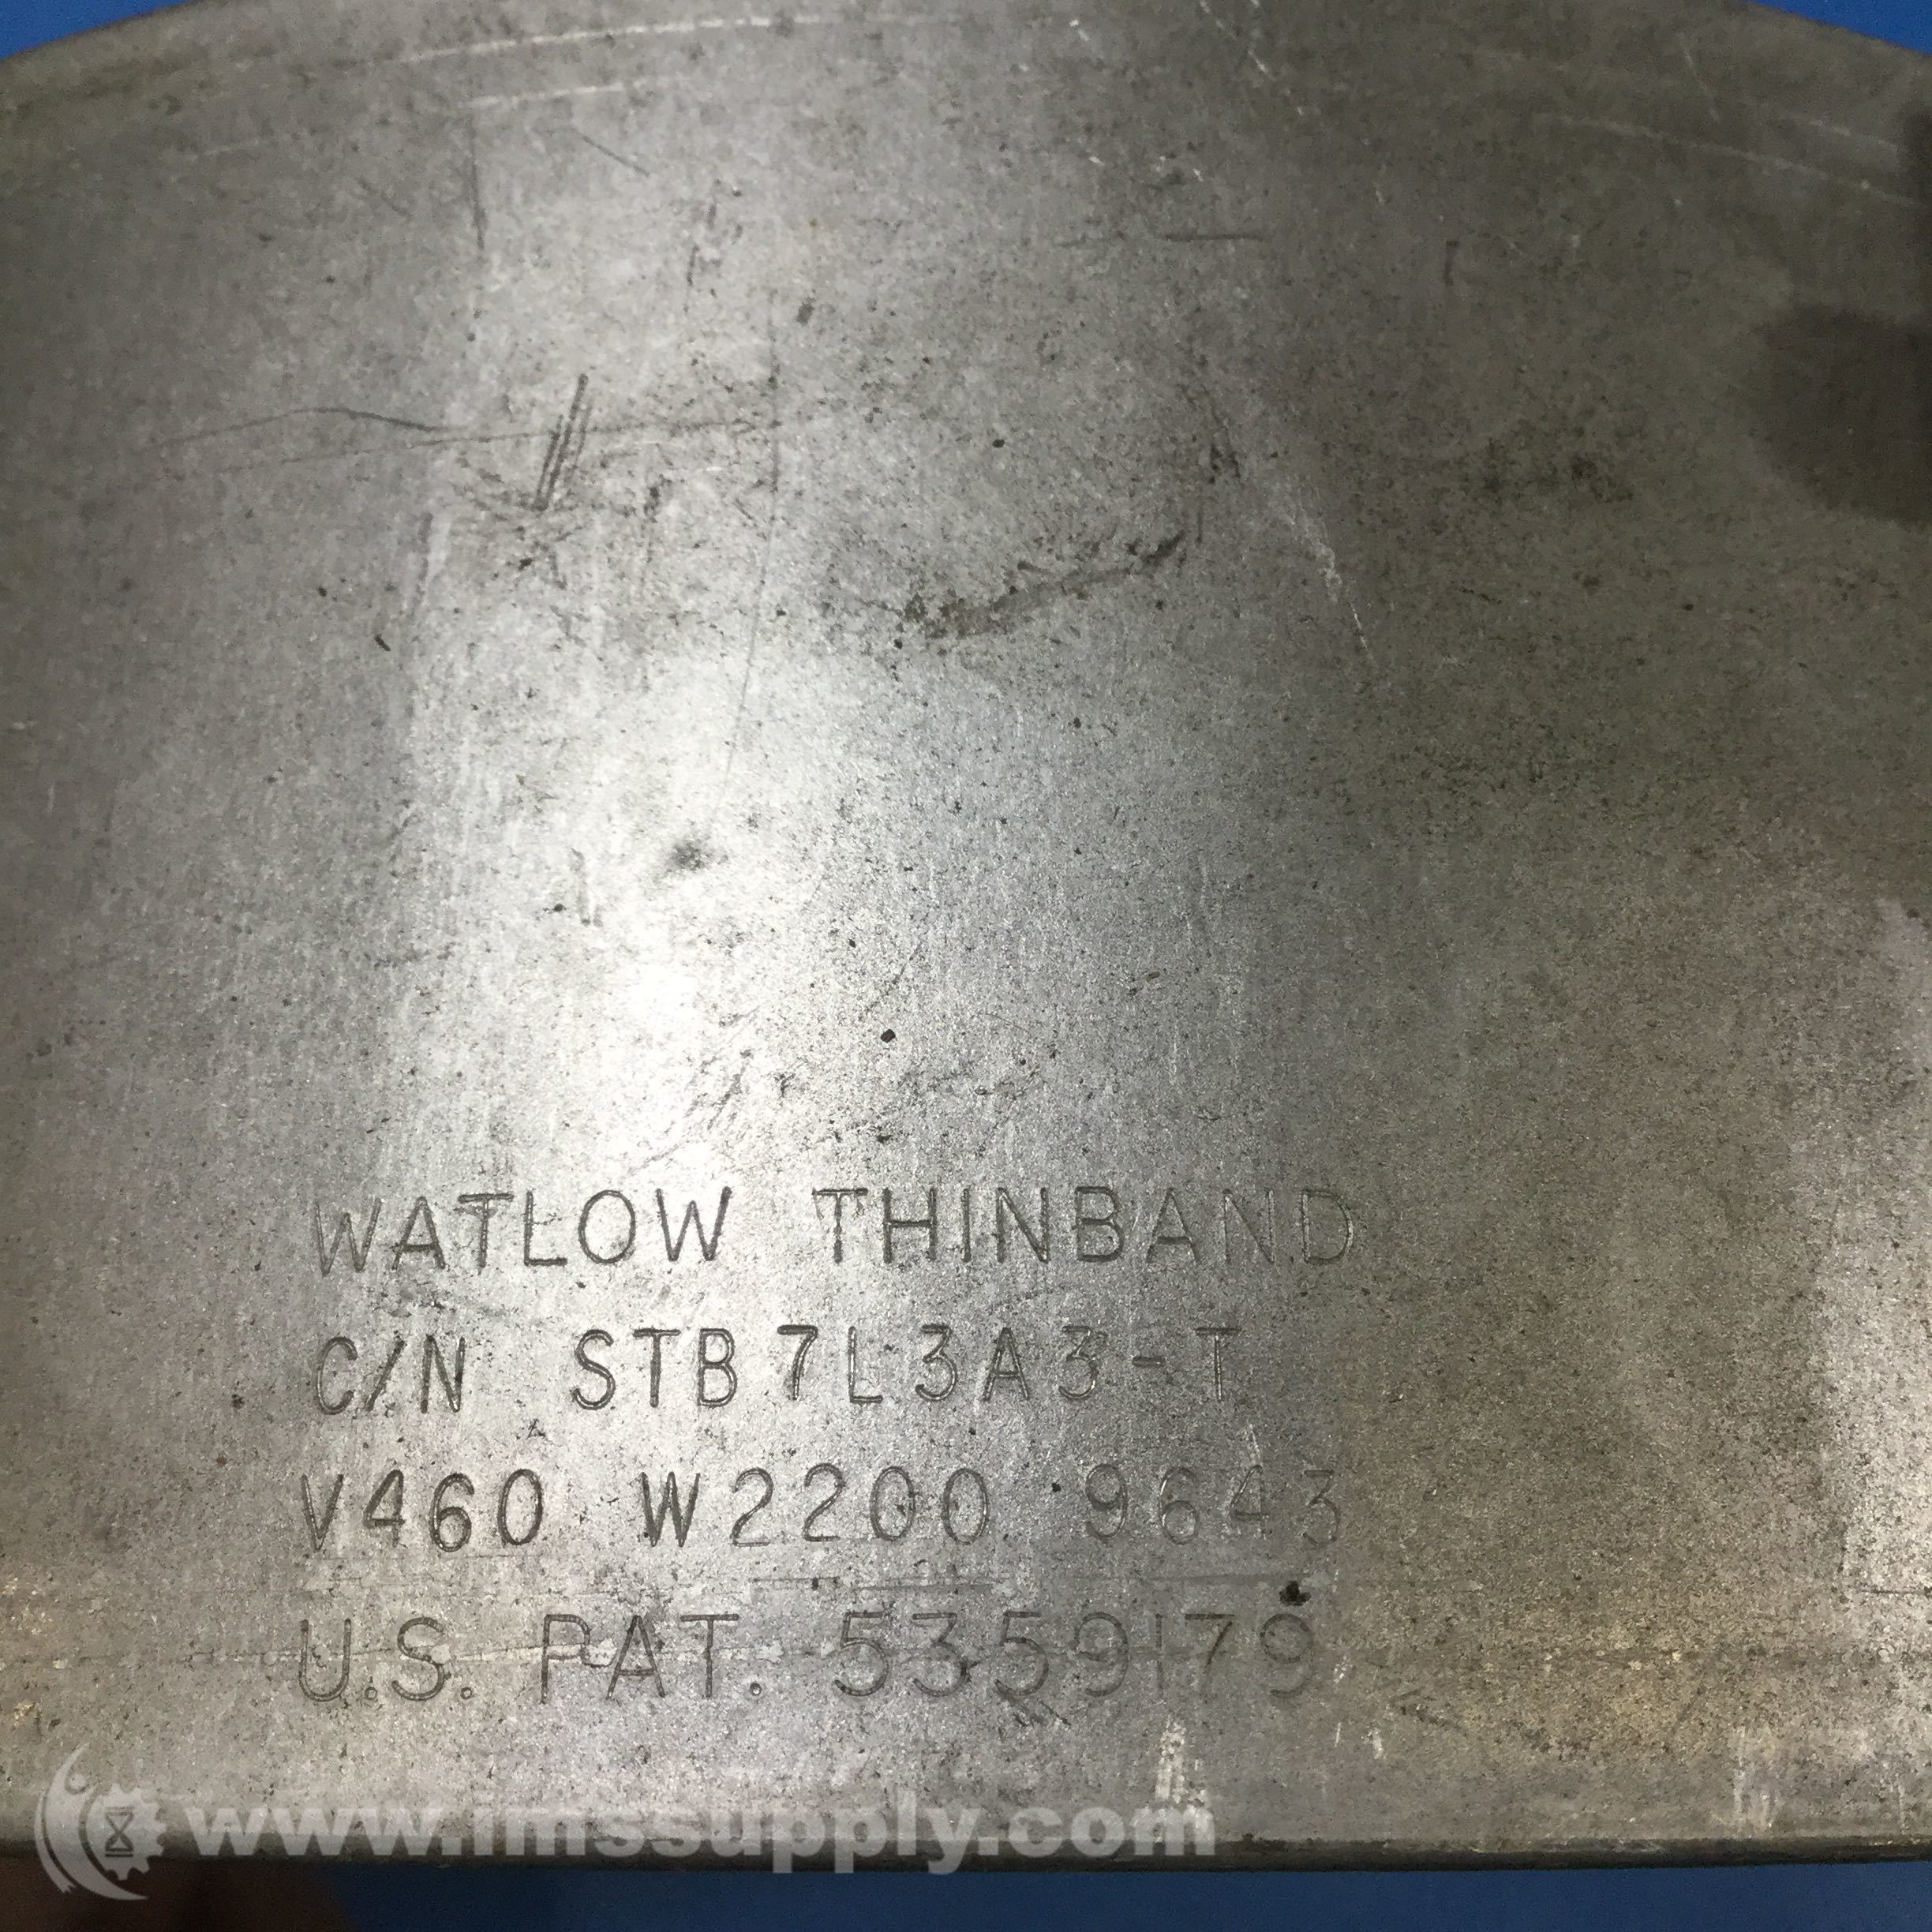 WATLOW THINBAND
C/N STB7L3A3-T
V460 W2200 9643
U.S. PAT. 5359179
www.imssupply.com